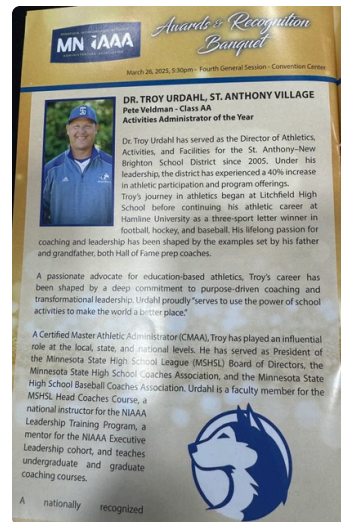 MN iAAA
Awards & Recognition
Banquet
March 26, 2025, 5:30pm - Fourth General Session - Convention Center
DR. TROY URDAHL, ST. ANTHONY VILLAGE
Pete Veldman - Class AA
Activities Administrator of the Year
Dr. Troy Urdahl has served as the Director of Athletics,
Activities, and Facilities for the St. Anthony–New
Brighton School District since 2005. Under his
leadership, the district has experienced a 40% increase
in athletic participation and program offerings.
Troy's journey in athletics began at Litchfield High
School before continuing his athletic career at
Hamline University as a three-sport letter winner in
football, hockey, and baseball. His lifelong passion for
coaching and leadership has been shaped by the examples set by his father
and grandfather, both Hall of Fame prep coaches.
A passionate advocate for education-based athletics, Troy's career has
been shaped by a deep commitment to purpose-driven coaching and
transformational leadership. Urdahl proudly "serves to use the power of school
activities to make the world a better place."
A Certified Master Athletic Administrator (CMAA), Troy has played an influential
role at the local, state, and national levels. He has served as President of
the Minnesota State High School League (MSHSL) Board of Directors, the
Minnesota State High School Coaches Association, and the Minnesota State
High School Baseball Coaches Association. Urdahl is a faculty member for the
MSHSL Head Coaches Course, a
national instructor for the NIAAA
Leadership Training Program, a
mentor for the NIAAA Executive
Leadership cohort, and teaches
undergraduate and graduate
coaching courses.
A nationally recognized